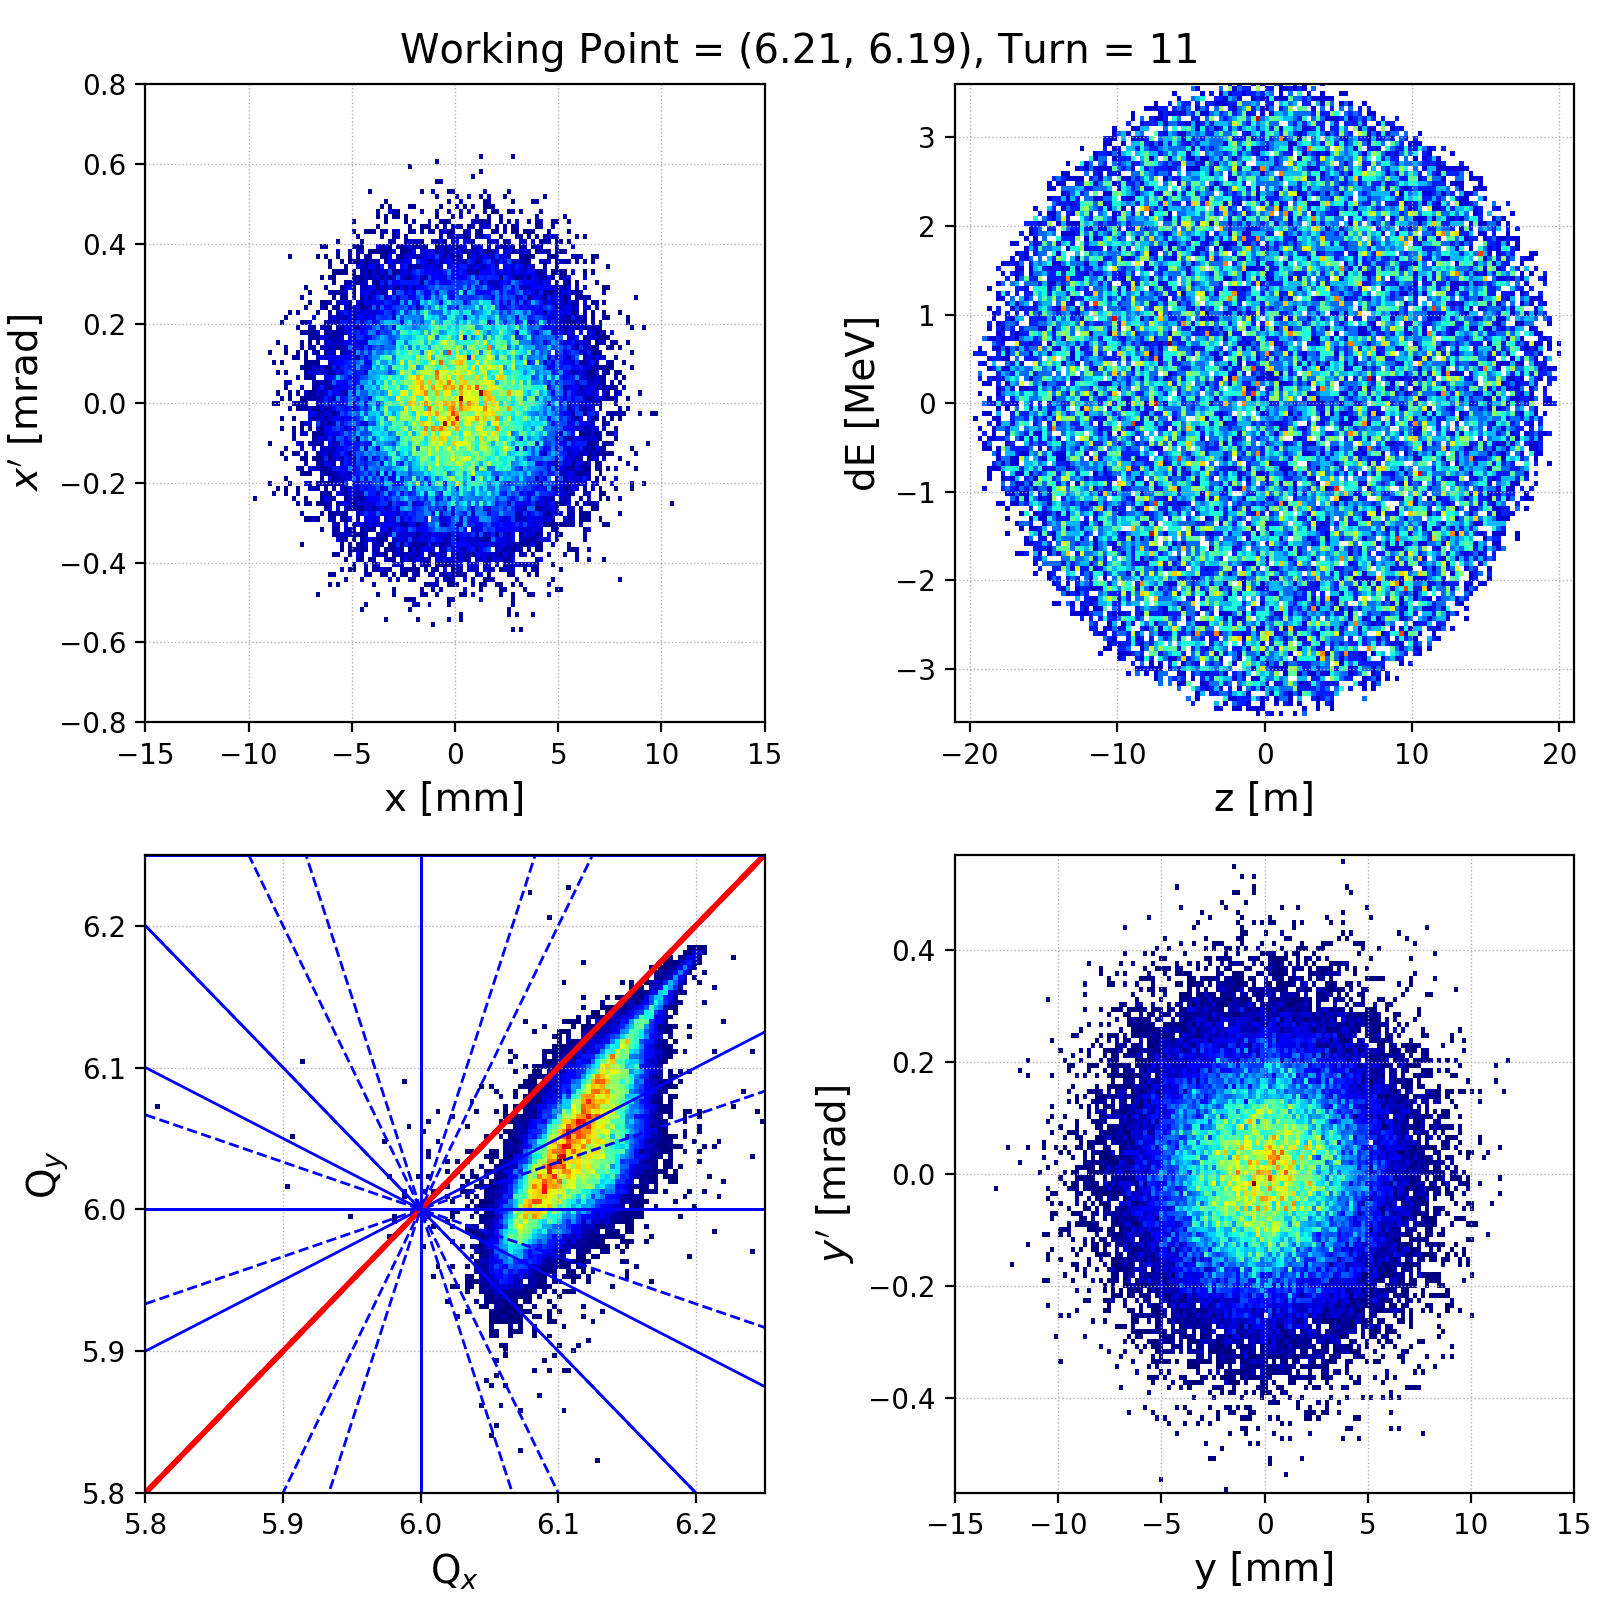 Working Point = (6.21, 6.19), Turn = 11
0.8
0.6
0.4
0.2
0.0
−0.2
−0.4
−0.6
−0.8
x′ [mrad]
−15 −10 −5 0 5 10 15
x [mm]
3
2
1
0
−1
−2
−3
dE [MeV]
−20 −10 0 10 20
z [m]
6.2
6.1
6.0
5.9
5.8
Qy
5.8 5.9 6.0 6.1 6.2
Qx
0.4
0.2
0.0
−0.2
−0.4
y′ [mrad]
−15 −10 −5 0 5 10 15
y [mm]